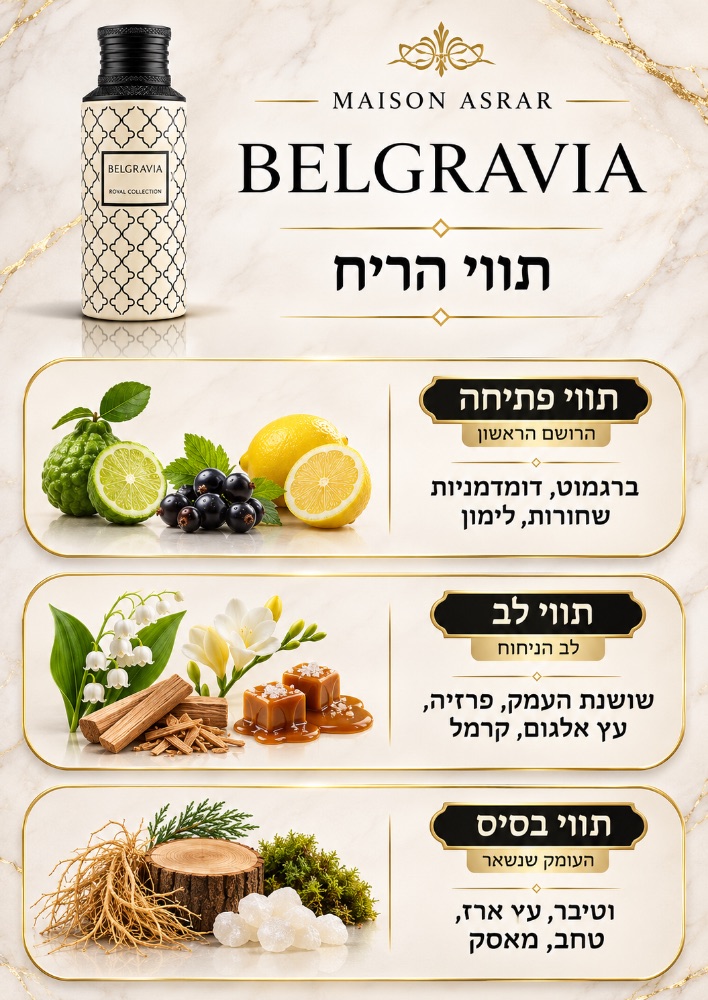 MAISON ASRAR
BELGRAVIA
תווי הריח
BELGRAVIA
ROYAL COLLECTION
תווי פתיחה
הרושם הראשון
ברגמוט, דומדמניות
שחורות, לימון
תווי לב
לב הניחוח
שושנת העמק, פרזיה,
עץ אלגום, קרמל
תווי בסיס
העומק שנשאר
וטיבר, עץ ארז,
טחב, מאסק